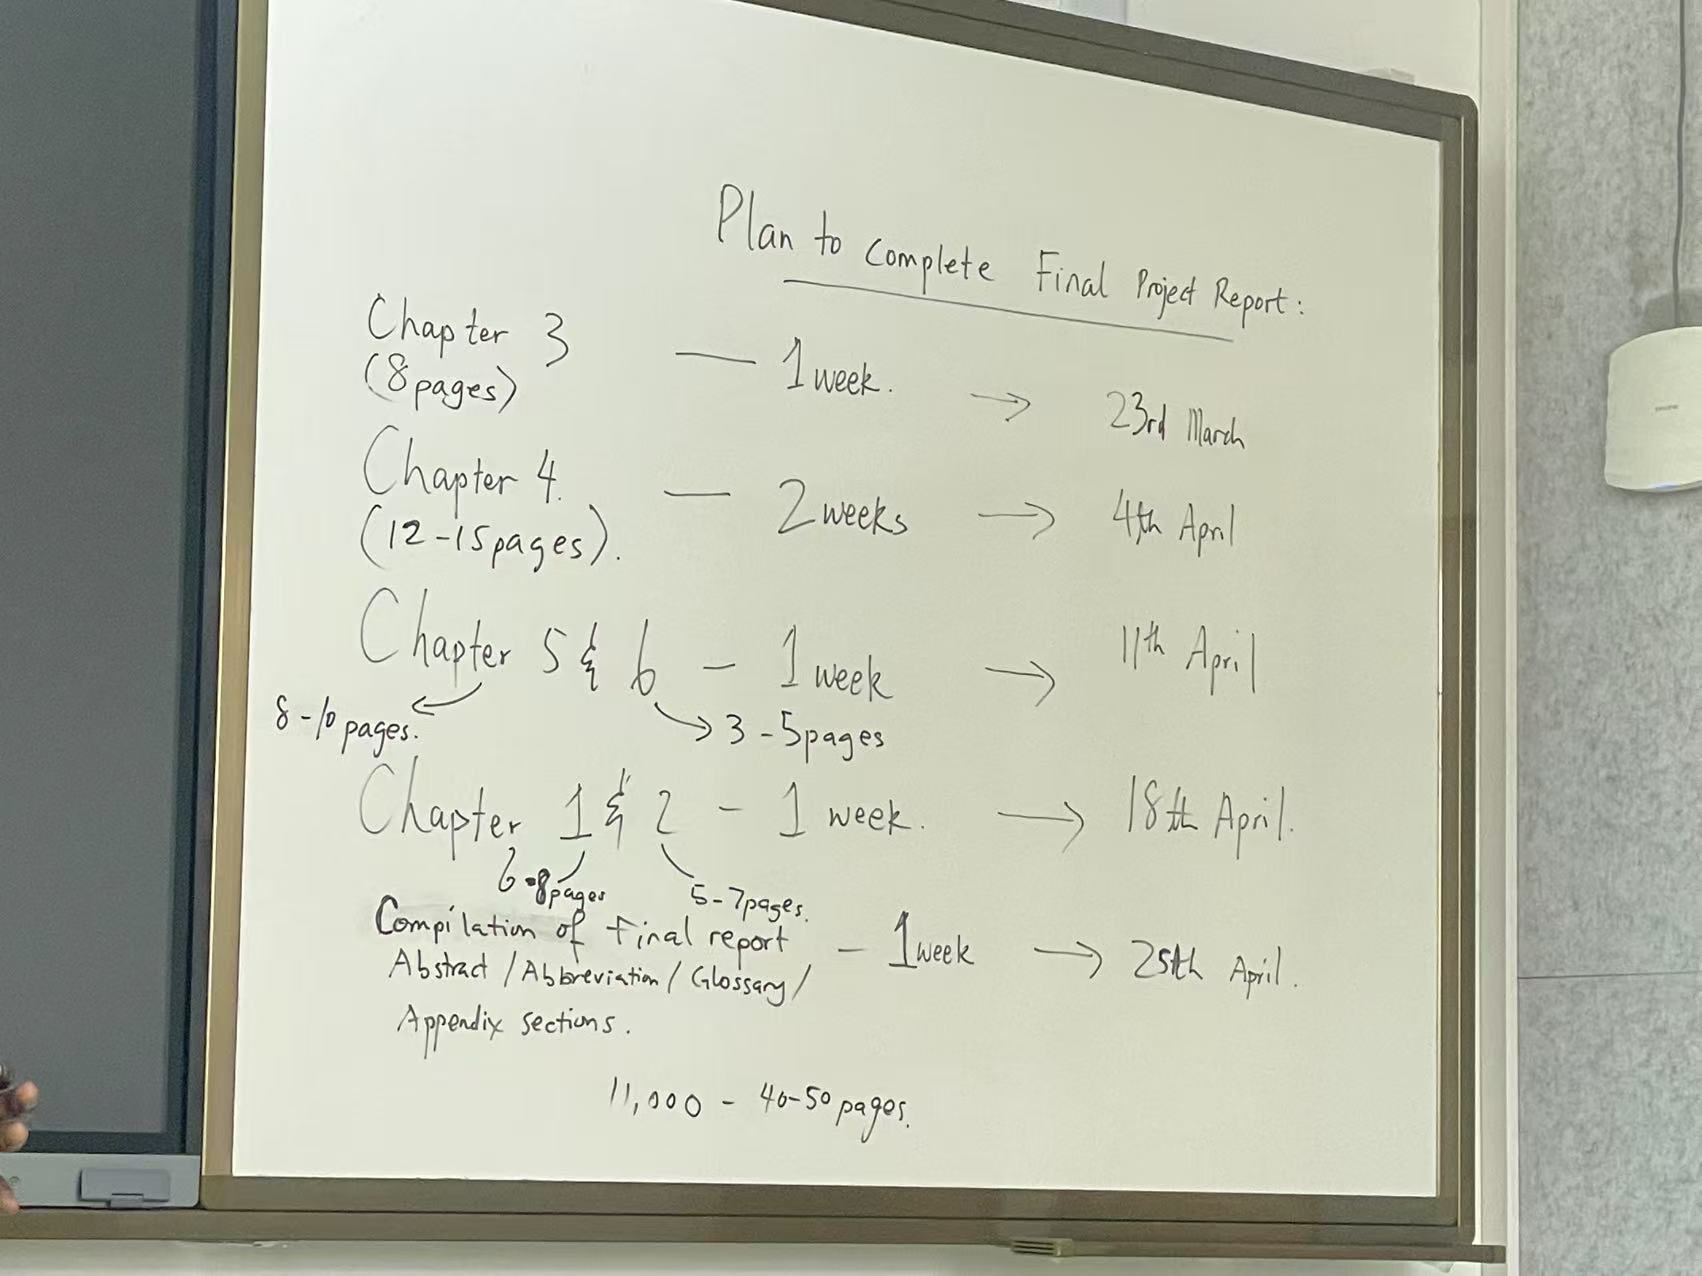 Plan to Complete Final Project Report:
Chapter 3 — 1 week. → 23rd March
(8 pages)
Chapter 4. — 2 weeks → 4th April
(12-15 pages).
Chapter 5 & 6 - 1 week → 11th April
8-10 pages. 3-5 pages
Chapter 1 & 2 - 1 week. → 18th April.
6-8 pages 5-7 pages.
Compilation of Final report - 1 week → 25th April.
Abstract / Abbreviation / Glossary /
Appendix sections.
11,000 - 40-50 pages.